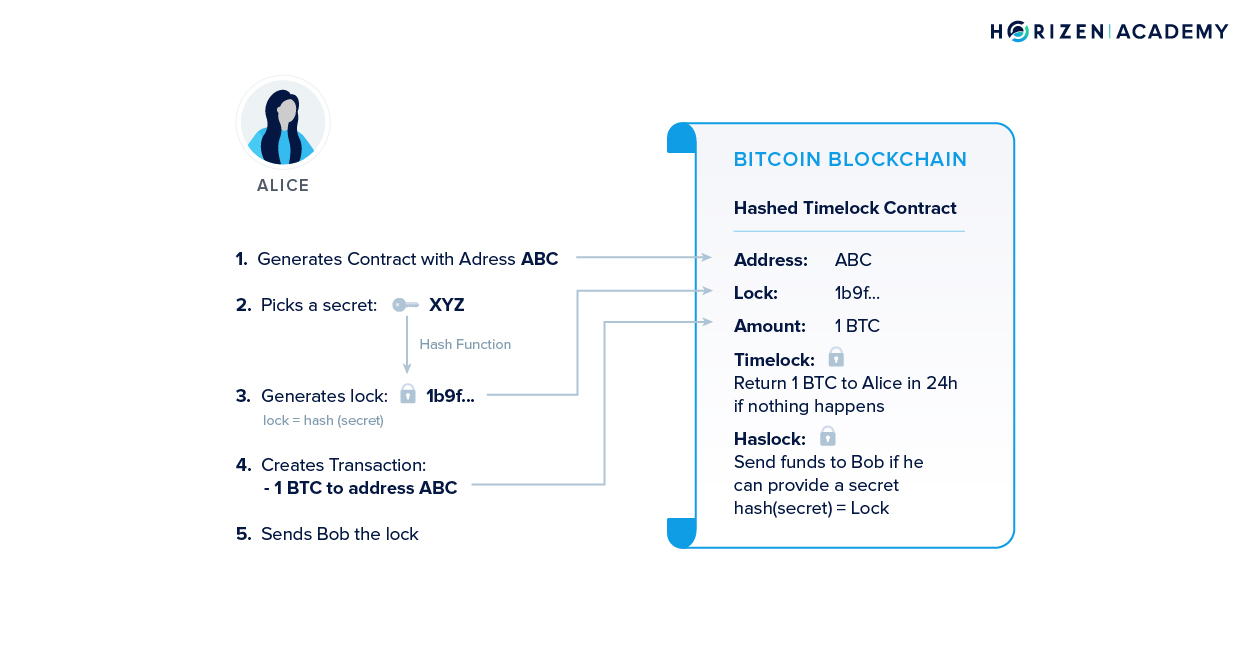 HORIZEN ACADEMY
ALICE
1. Generates Contract with Adress ABC
2. Picks a secret: XYZ
Hash Function
3. Generates lock: 1b9f...
lock = hash (secret)
4. Creates Transaction:
- 1 BTC to address ABC
5. Sends Bob the lock
BITCOIN BLOCKCHAIN
Hashed Timelock Contract
Address: ABC
Lock: 1b9f...
Amount: 1 BTC
Timelock:
Return 1 BTC to Alice in 24h
if nothing happens
Haslock:
Send funds to Bob if he
can provide a secret
hash(secret) = Lock